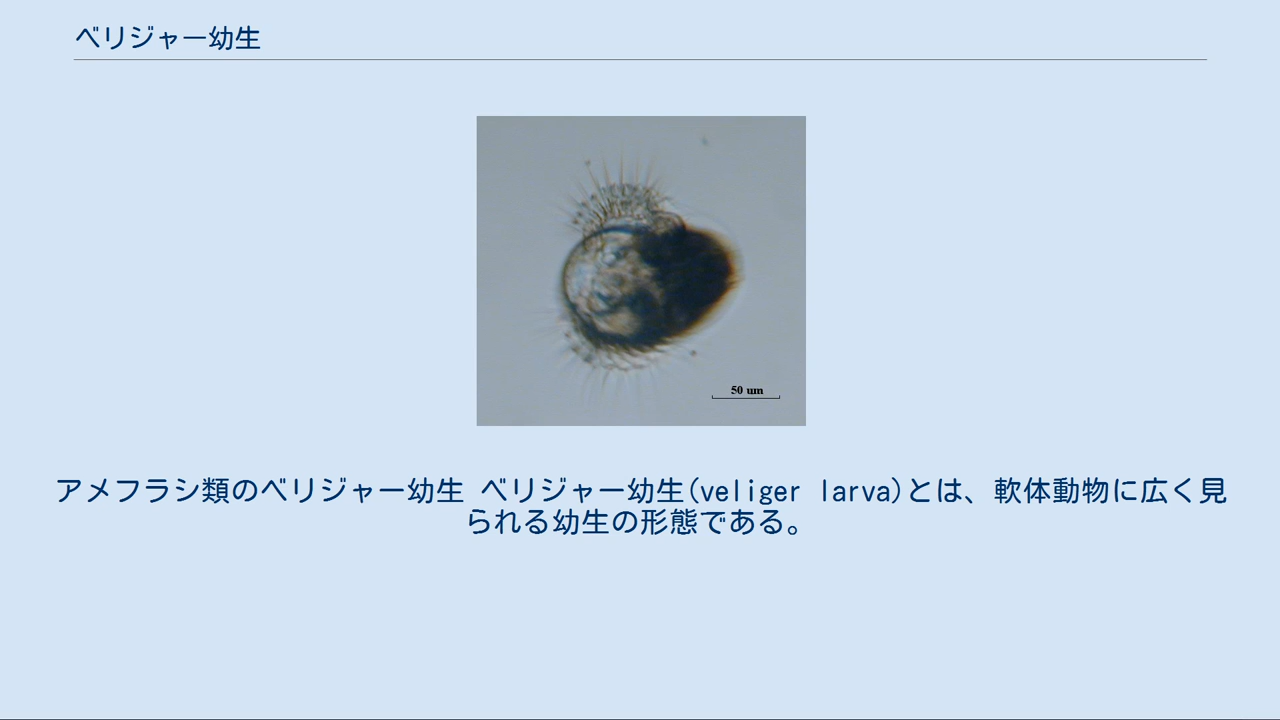 ベリジャー幼生
50 um
アメフラシ類のベリジャー幼生 ベリジャー幼生(veliger larva)とは、軟体動物に広く見
られる幼生の形態である。